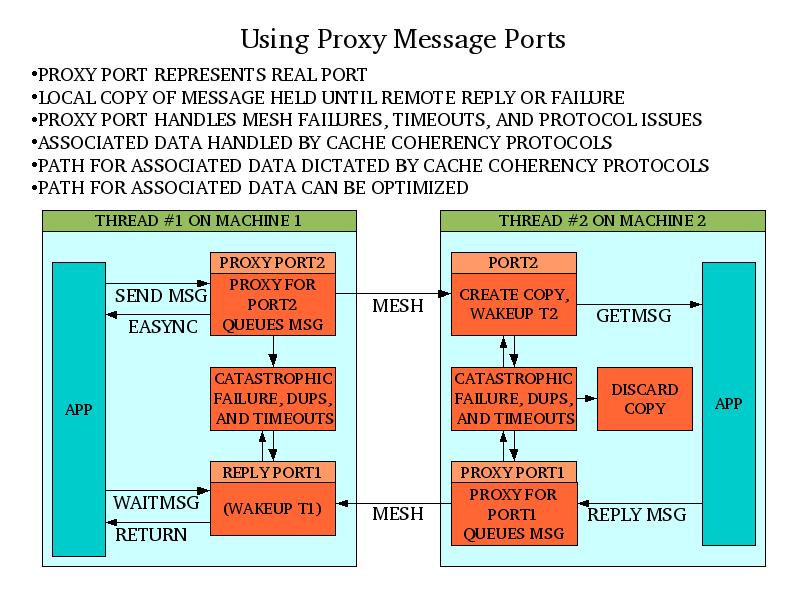 Using Proxy Message Ports
•PROXY PORT REPRESENTS REAL PORT
•LOCAL COPY OF MESSAGE HELD UNTIL REMOTE REPLY OR FAILURE
•PROXY PORT HANDLES MESH FAILURES, TIMEOUTS, AND PROTOCOL ISSUES
•ASSOCIATED DATA HANDLED BY CACHE COHERENCY PROTOCOLS
•PATH FOR ASSOCIATED DATA DICTATED BY CACHE COHERENCY PROTOCOLS
•PATH FOR ASSOCIATED DATA CAN BE OPTIMIZED
THREAD #1 ON MACHINE 1
APP
SEND MSG
EASYNC
PROXY PORT2
PROXY FOR
PORT2
QUEUES MSG
CATASTROPHIC
FAILURE, DUPS,
AND TIMEOUTS
WAITMSG
RETURN
REPLY PORT1
(WAKEUP T1)
MESH
MESH
THREAD #2 ON MACHINE 2
PORT2
CREATE COPY,
WAKEUP T2
GETMSG
CATASTROPHIC
FAILURE, DUPS,
AND TIMEOUTS
DISCARD
COPY
APP
PROXY PORT1
PROXY FOR
PORT1
QUEUES MSG
REPLY MSG